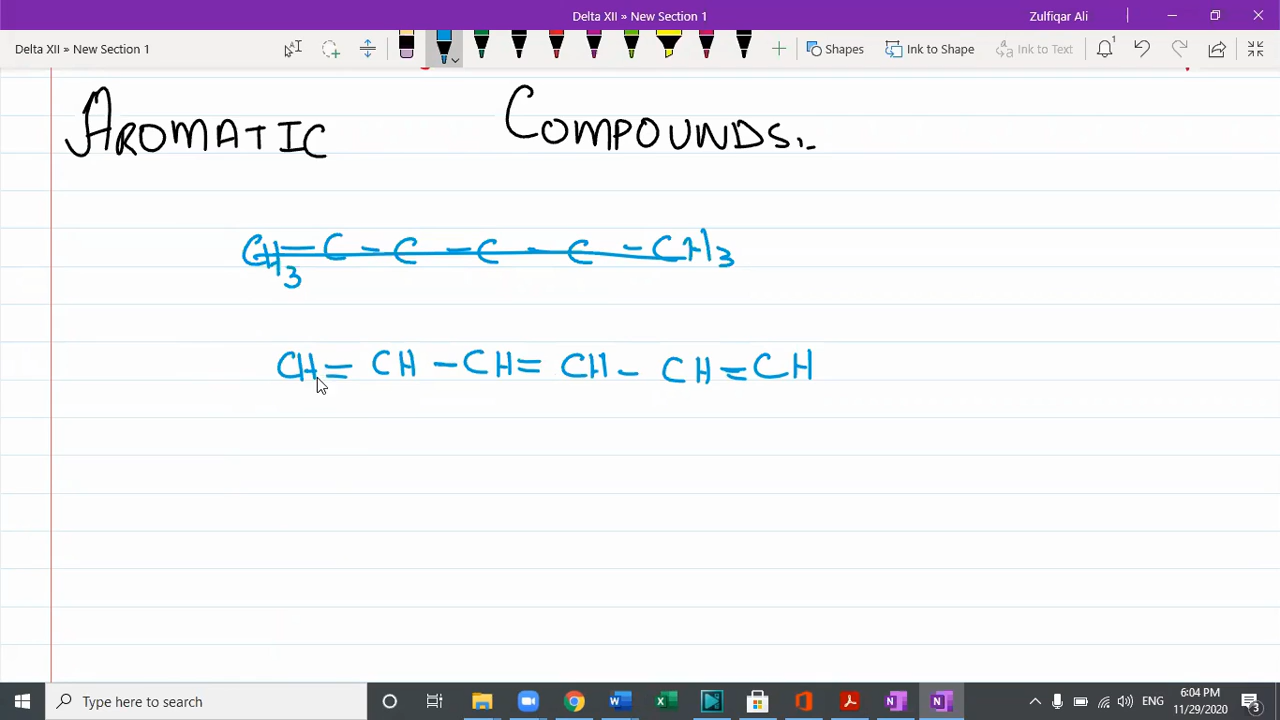 Delta XII » New Section 1
Zulfiqar Ali
Delta XII » New Section 1
Shapes
Ink to Shape
Ink to Text
AROMATIC COMPOUNDS:-
CH3=C-C-C-C-CH3
CH=CH-CH=CH-CH=CH
Type here to search
ENG
6:04 PM
11/29/2020
3